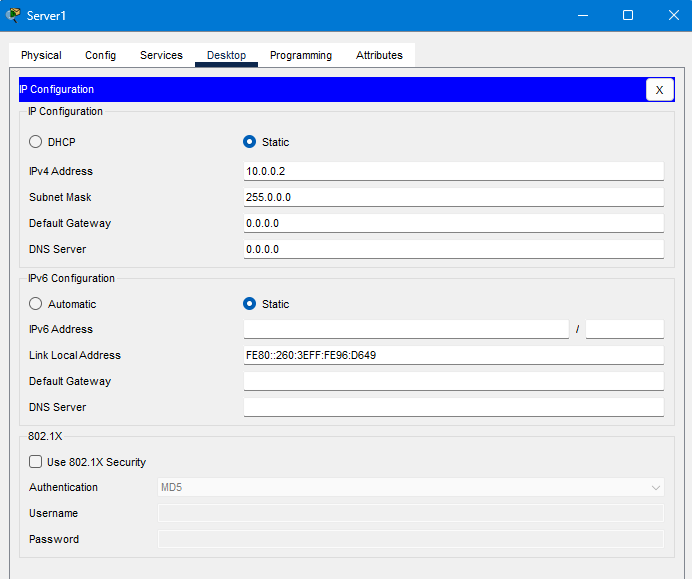 Server1
Physical Config Services Desktop Programming Attributes
IP Configuration X
IP Configuration
DHCP Static
IPv4 Address 10.0.0.2
Subnet Mask 255.0.0.0
Default Gateway 0.0.0.0
DNS Server 0.0.0.0
IPv6 Configuration
Automatic Static
IPv6 Address /
Link Local Address FE80::260:3EFF:FE96:D649
Default Gateway
DNS Server
802.1X
Use 802.1X Security
Authentication MD5
Username
Password